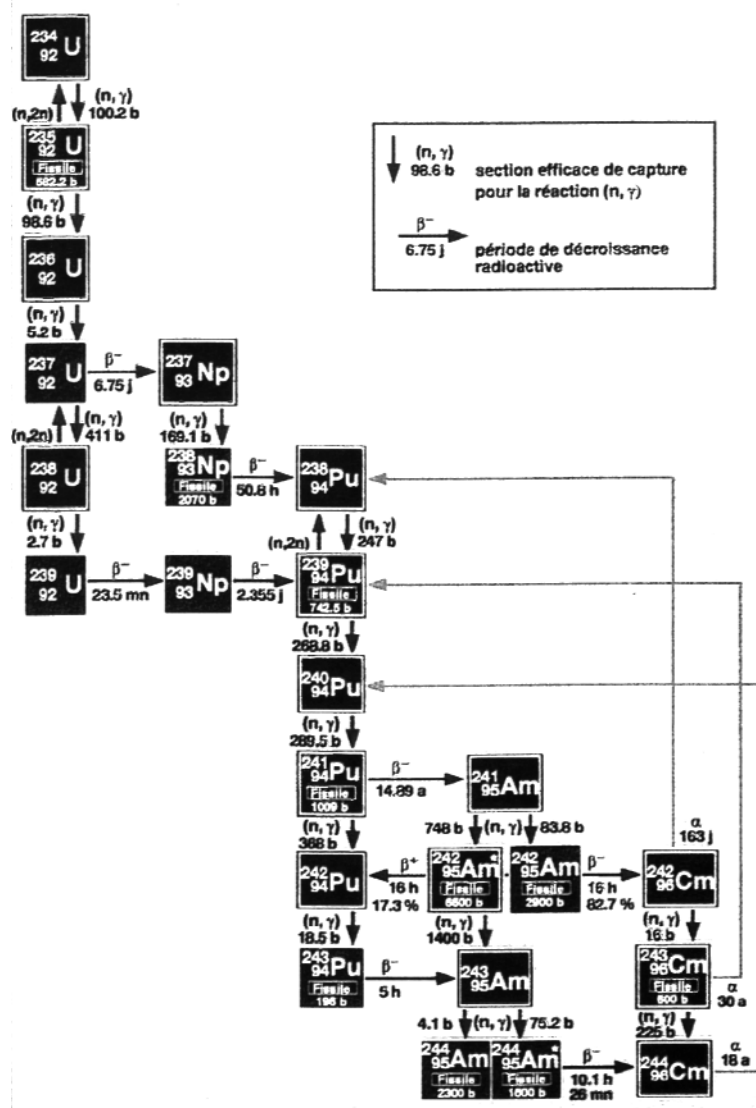 234
92 U
(n,2n) (n, γ)
100.2 b
235
92 U
Fissile
582.2 b
(n, γ)
98.6 b
(n, γ)
98.6 b section efficace de capture
pour la réaction (n, γ)
β⁻
6.75 j période de décroissance
radioactive
236
92 U
(n, γ)
5.2 b
237
92 U
β⁻
6.75 j
237
93 Np
(n,2n) (n, γ)
411 b
(n, γ)
169.1 b
238
92 U
238
93 Np
Fissile
2070 b
β⁻
50.8 h
238
94 Pu
(n, γ)
2.7 b
(n,2n) (n, γ)
247 b
239
92 U
β⁻
23.5 mn
239
93 Np
β⁻
2.355 j
239
94 Pu
Fissile
742.5 b
(n, γ)
268.8 b
240
94 Pu
(n, γ)
289.5 b
241
94 Pu
Fissile
1009 b
β⁻
14.89 a
241
95 Am
(n, γ)
368 b
748 b (n, γ) 83.8 b
α
163 j
242
94 Pu
β⁺
16 h
17.3 %
242
95 Am*
Fissile
6600 b
242
95 Am
Fissile
2900 b
β⁻
16 h
82.7 %
242
96 Cm
(n, γ)
18.5 b
(n, γ)
1400 b
(n, γ)
16 b
243
94 Pu
Fissile
196 b
β⁻
5 h
243
95 Am
243
96 Cm
Fissile
600 b
α
30 a
4.1 b (n, γ) 75.2 b
(n, γ)
225 b
244
95 Am
Fissile
2300 b
244
95 Am*
Fissile
1600 b
β⁻
10.1 h
26 mn
244
96 Cm
α
18 a